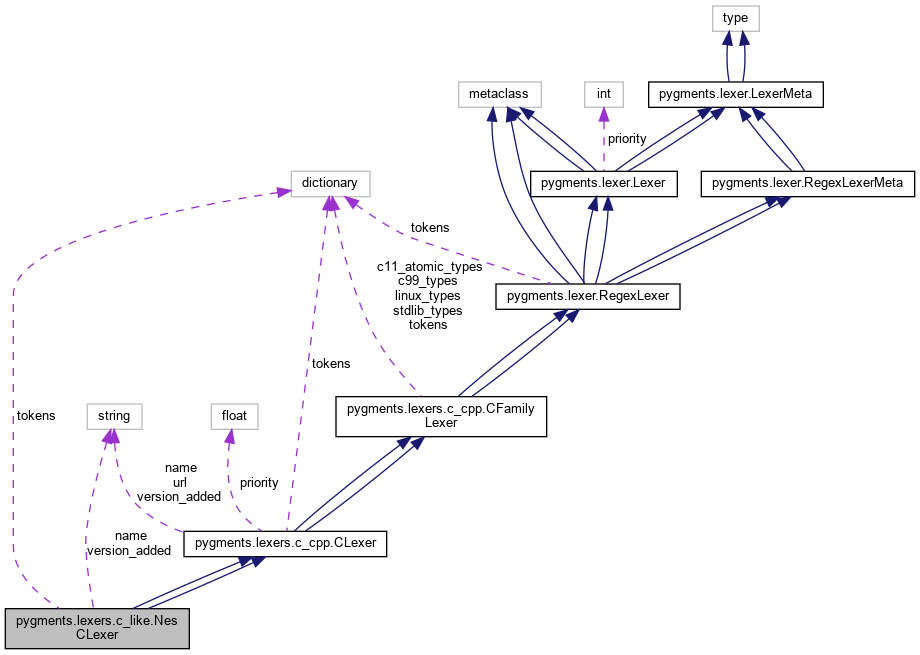 type
metaclass
int
pygments.lexer.LexerMeta
priority
dictionary
pygments.lexer.Lexer
pygments.lexer.RegexLexerMeta
tokens
c11_atomic_types
c99_types
linux_types
stdlib_types
tokens
pygments.lexer.RegexLexer
tokens
tokens
string
float
pygments.lexers.c_cpp.CFamily
Lexer
name
url
version_added
priority
name
version_added
pygments.lexers.c_cpp.CLexer
pygments.lexers.c_like.Nes
CLexer